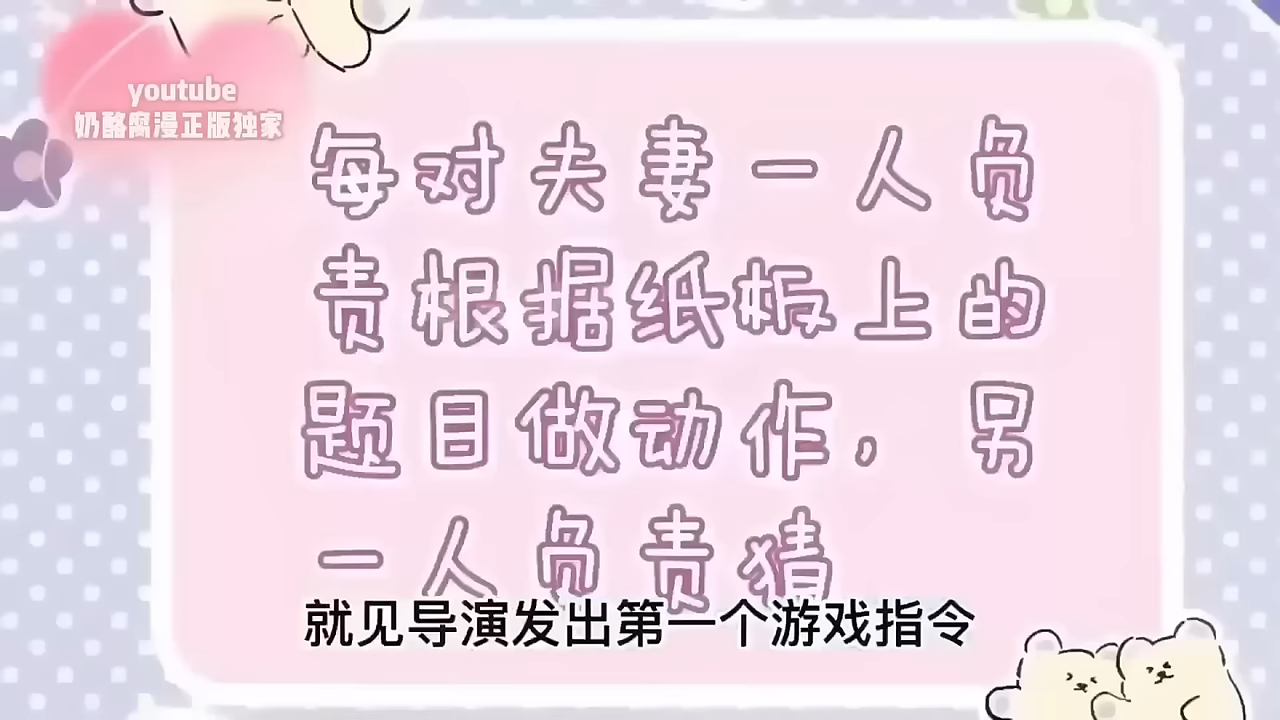 youtube
奶酪腐漫正版独家
每对夫妻一人负
责根据纸板上的
题目做动作，另
一人负责猜
就见导演发出第一个游戏指令